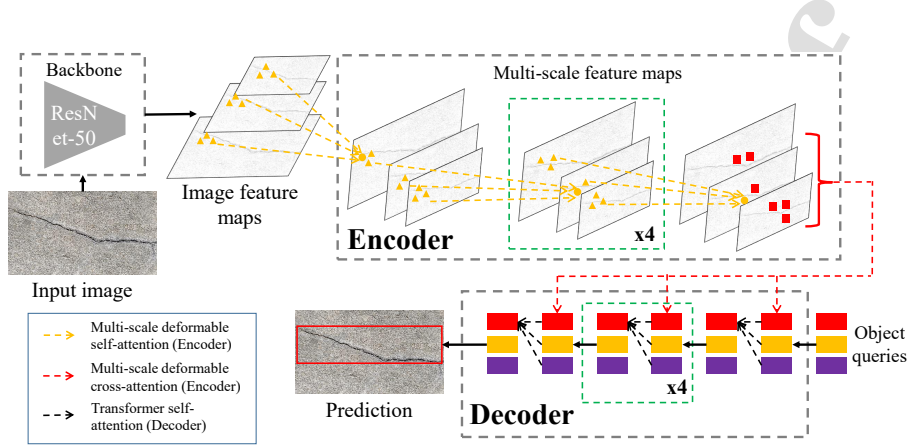 Backbone
ResN
et-50
Image feature
maps
Multi-scale feature maps
Encoder
x4
Input image
Multi-scale deformable
self-attention (Encoder)
Multi-scale deformable
cross-attention (Encoder)
Transformer self-
attention (Decoder)
Prediction
Decoder
x4
Object
queries